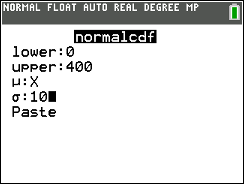 NORMAL FLOAT AUTO REAL DEGREE MP
normalcdf
lower:0
upper:400
μ:X
σ:10
Paste